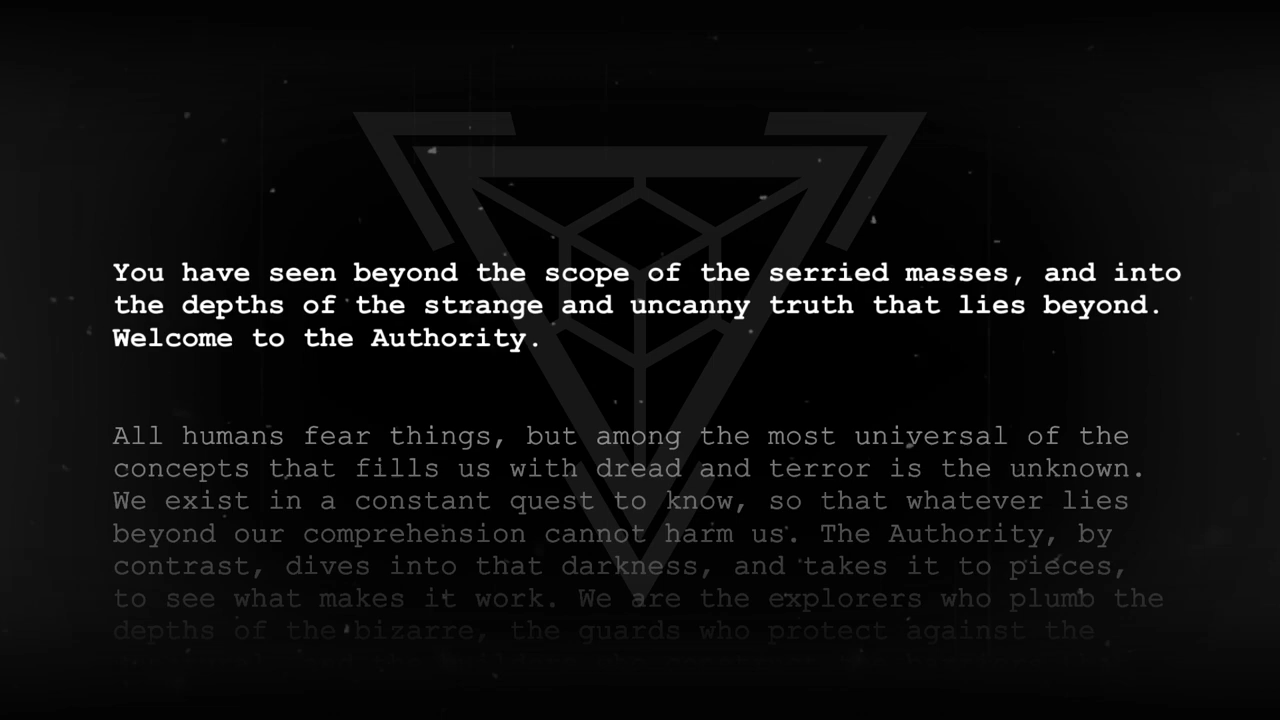 You have seen beyond the scope of the serried masses, and into
the depths of the strange and uncanny truth that lies beyond.
Welcome to the Authority.
All humans fear things, but among the most universal of the
concepts that fills us with dread and terror is the unknown.
We exist in a constant quest to know, so that whatever lies
beyond our comprehension cannot harm us. The Authority, by
contrast, dives into that darkness, and takes it to pieces,
to see what makes it work. We are the explorers who plumb the
depths of the bizarre, the guards who protect against the